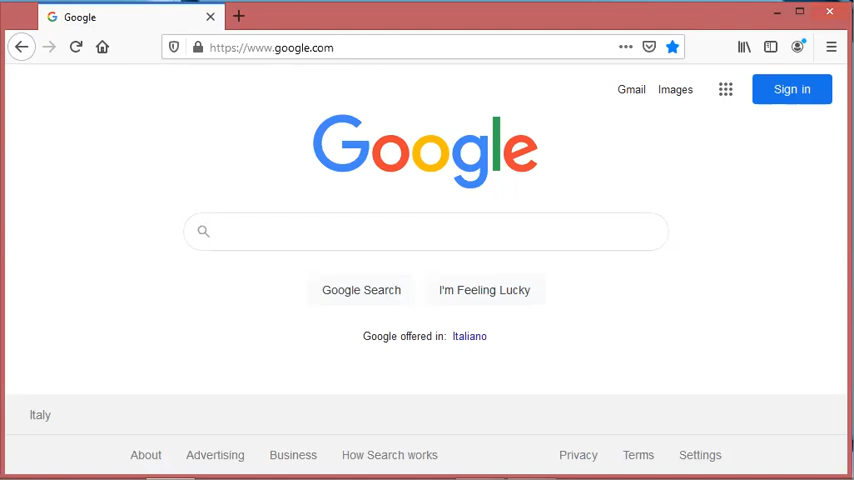 Google
https://www.google.com
Gmail Images Sign in
Google
Google Search I'm Feeling Lucky
Google offered in: Italiano
Italy
About Advertising Business How Search works Privacy Terms Settings